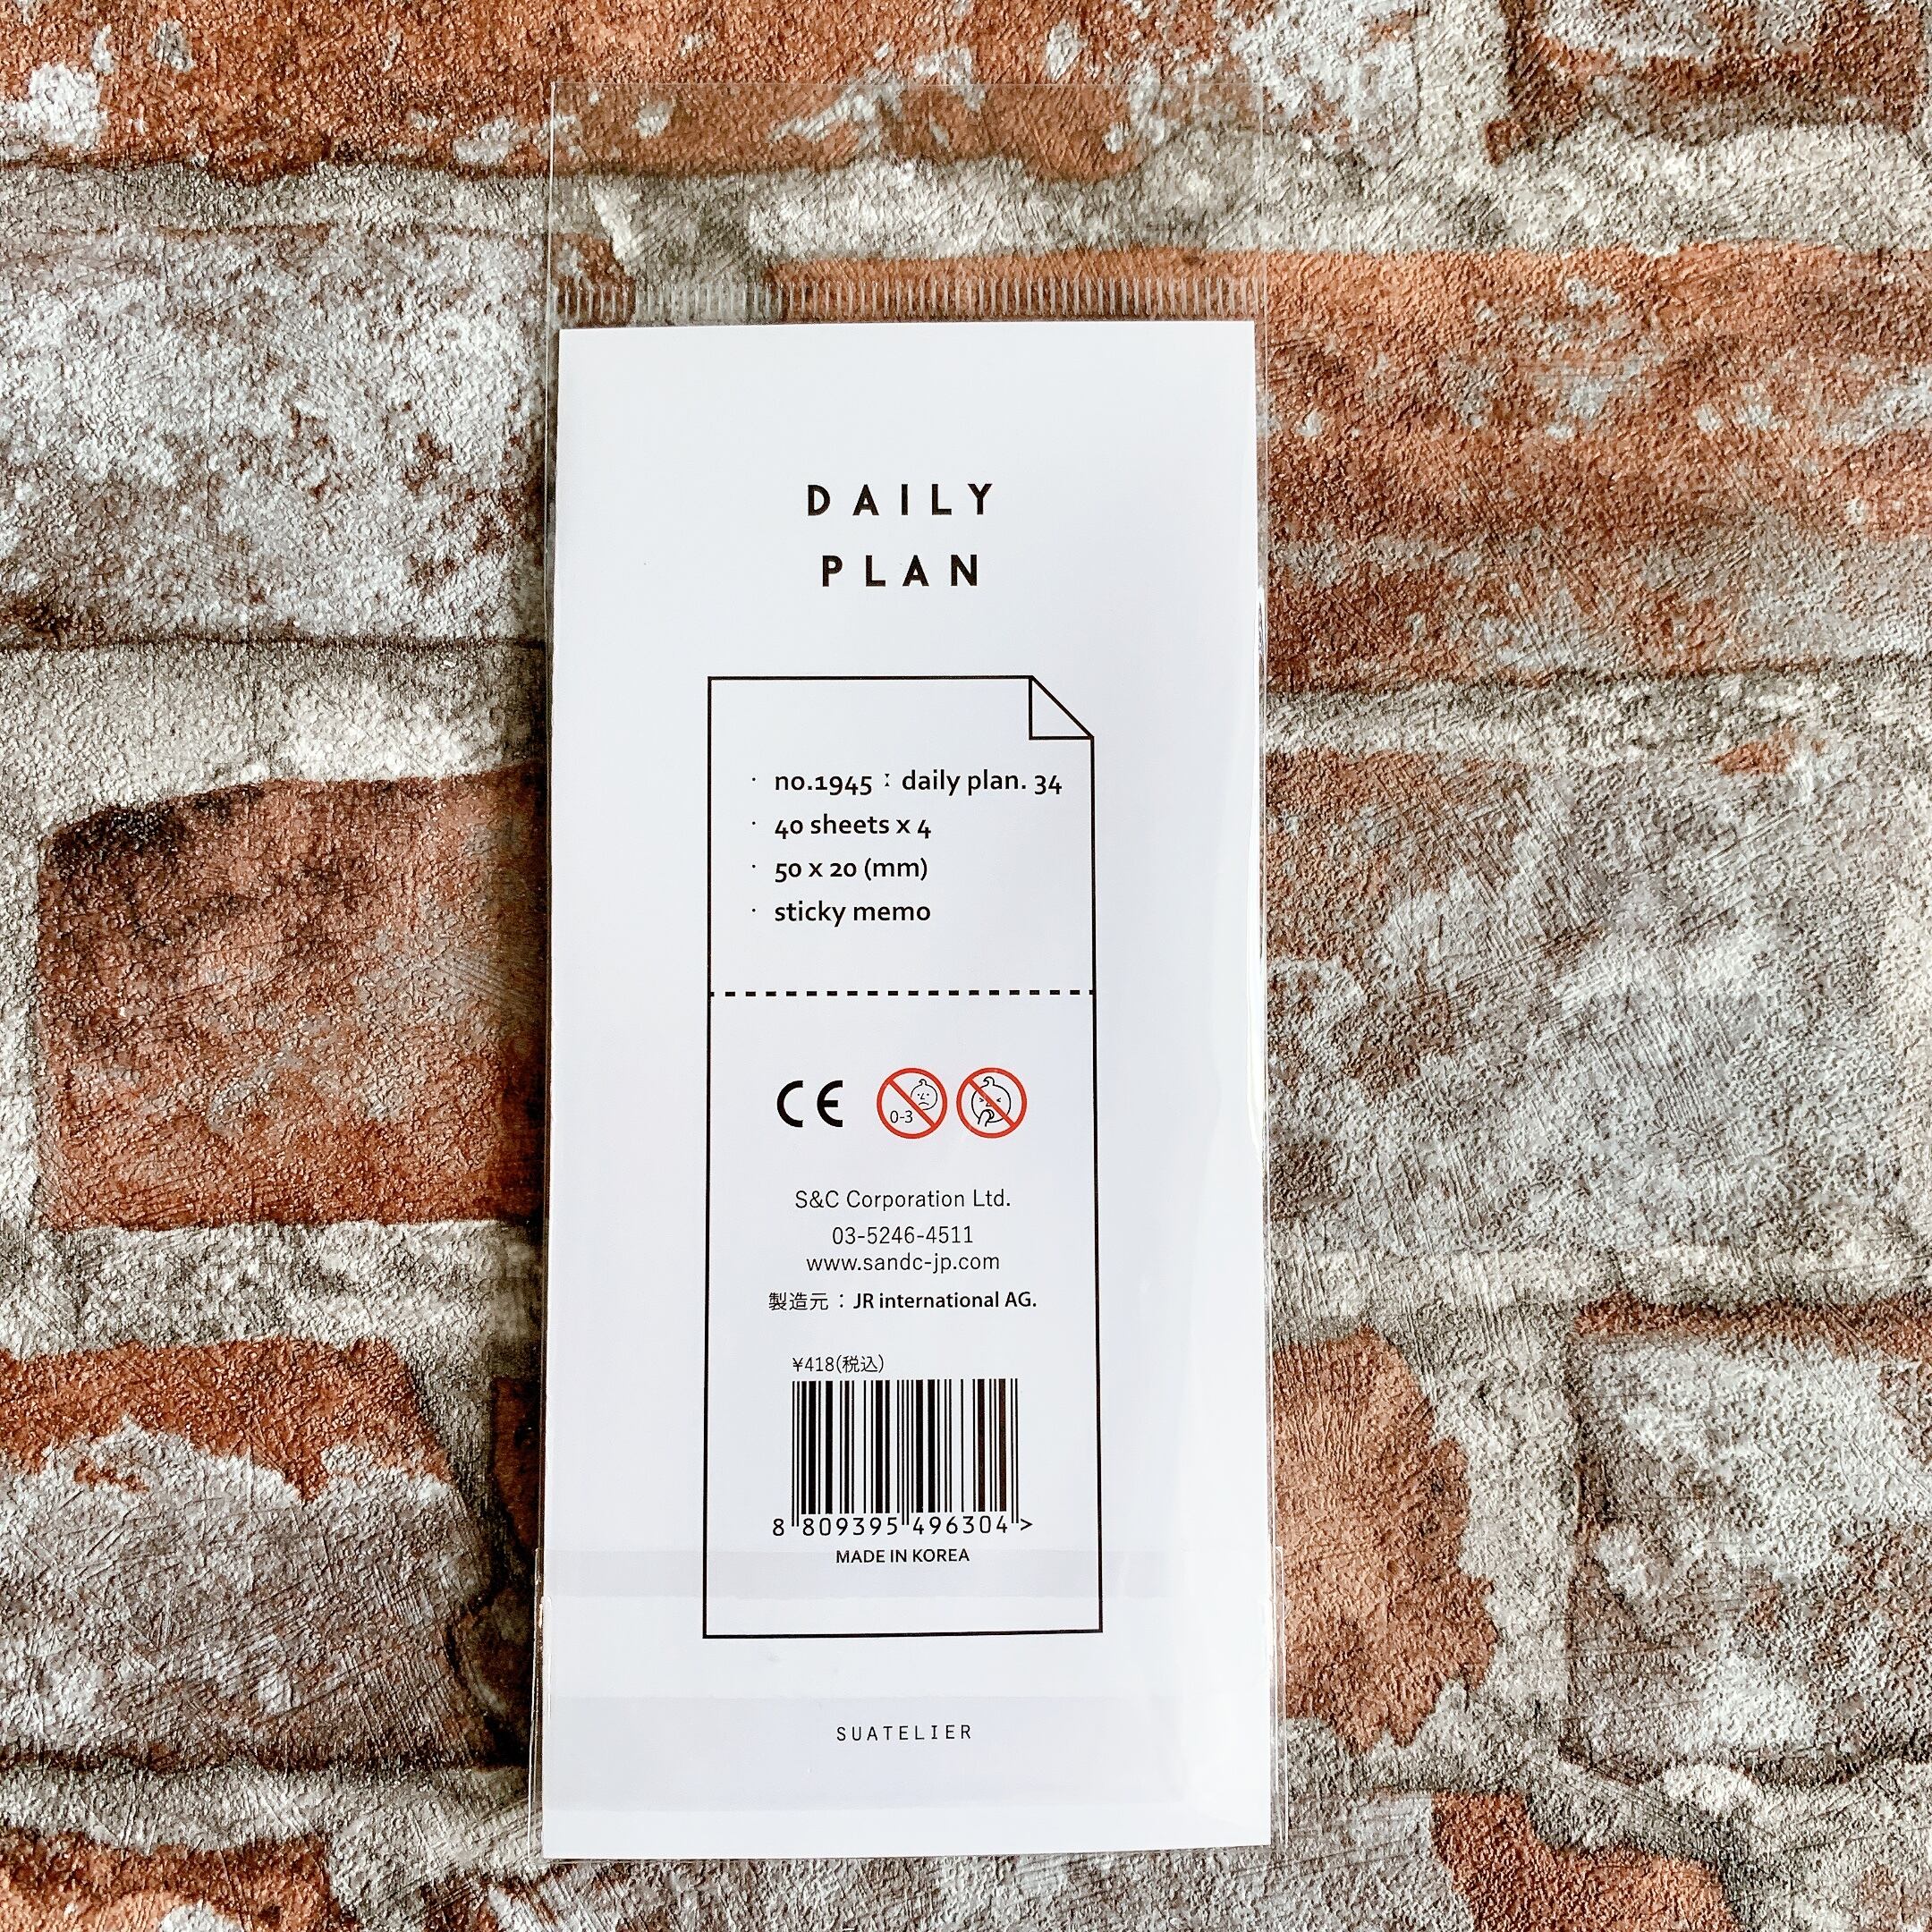 DAILY
PLAN
· no.1945 : daily plan. 34
· 40 sheets x 4
· 50 x 20 (mm)
· sticky memo
CE 0-3
S&C Corporation Ltd.
03-5246-4511
www.sandc-jp.com
製造元 : JR international AG.
¥418(税込)
8 809395 496304 >
MADE IN KOREA
SUATELIER